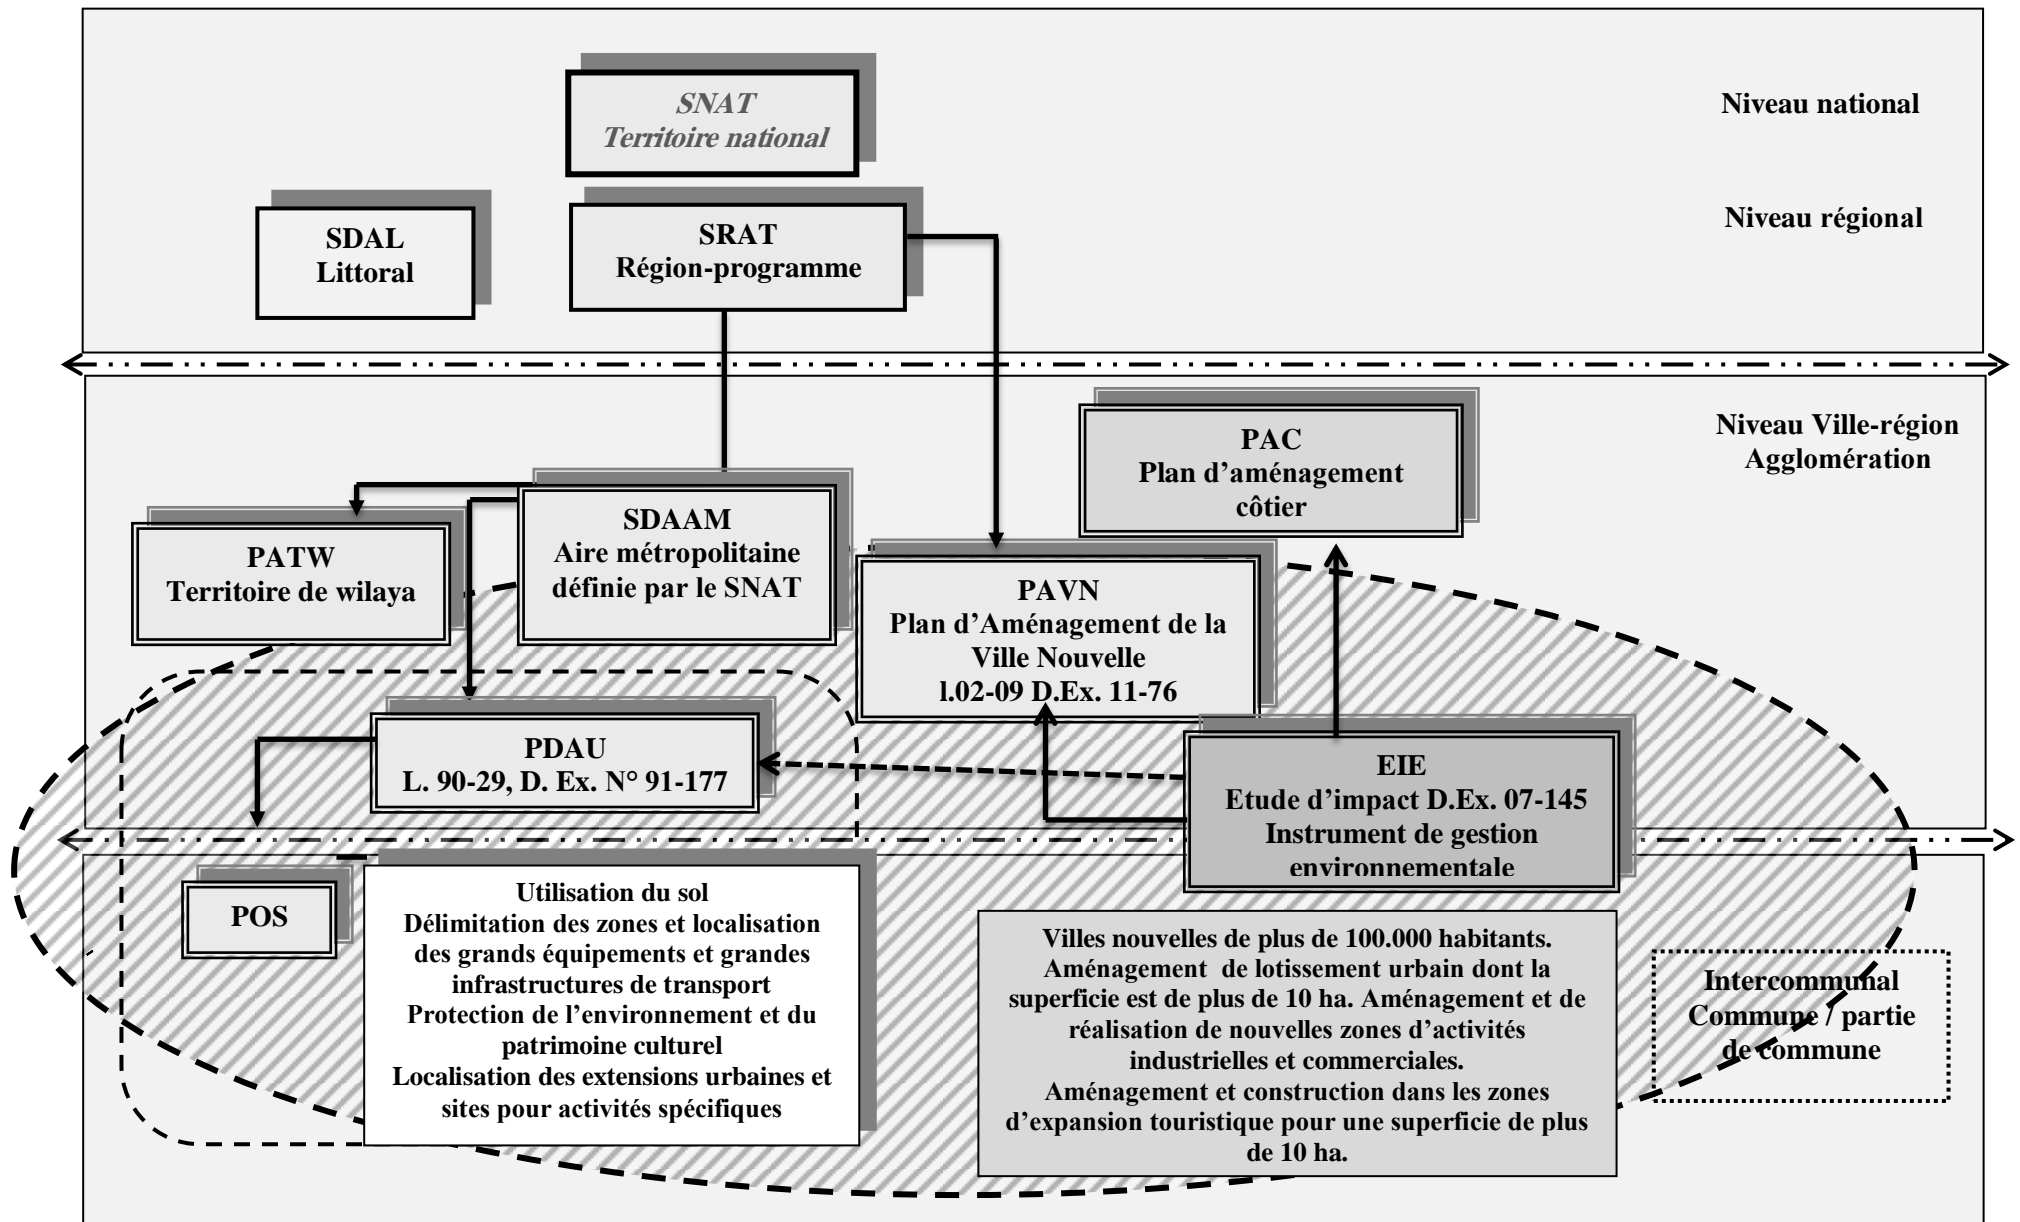 SNAT
Territoire national
Niveau national
Niveau régional
SDAL
Littoral
SRAT
Région-programme
Niveau Ville-région
Agglomération
PAC
Plan d’aménagement
côtier
SDAAM
Aire métropolitaine
définie par le SNAT
PATW
Territoire de wilaya
PAVN
Plan d’Aménagement de la
Ville Nouvelle
l.02-09 D.Ex. 11-76
PDAU
L. 90-29, D. Ex. N° 91-177
EIE
Etude d’impact D.Ex. 07-145
Instrument de gestion
environnementale
POS
Utilisation du sol
Délimitation des zones et localisation
des grands équipements et grandes
infrastructures de transport
Protection de l’environnement et du
patrimoine culturel
Localisation des extensions urbaines et
sites pour activités spécifiques
Villes nouvelles de plus de 100.000 habitants.
Aménagement de lotissement urbain dont la
superficie est de plus de 10 ha. Aménagement et de
réalisation de nouvelles zones d’activités
industrielles et commerciales.
Aménagement et construction dans les zones
d’expansion touristique pour une superficie de plus
de 10 ha.
Intercommunal
Commune / partie
de commune